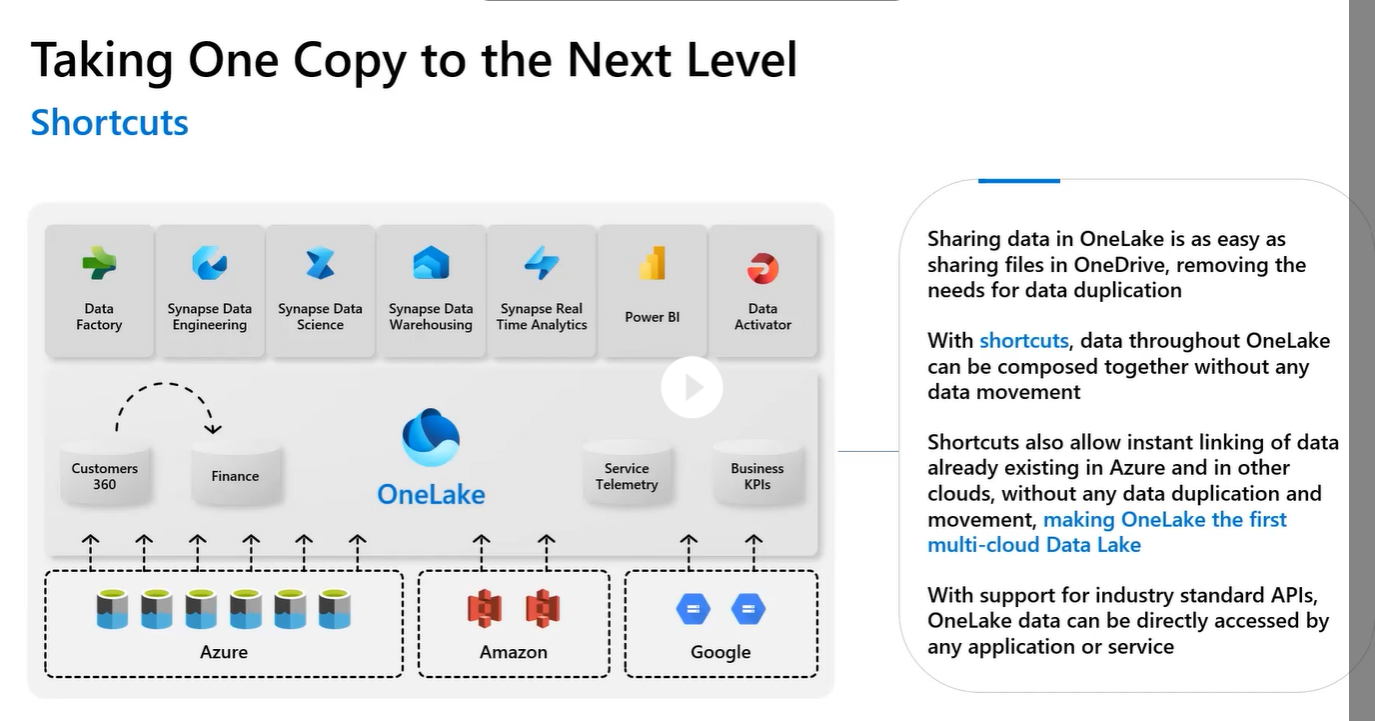 Taking One Copy to the Next Level
Shortcuts
Data
Factory
Synapse Data
Engineering
Synapse Data
Science
Synapse Data
Warehousing
Synapse Real
Time Analytics
Power BI
Data
Activator
Customers
360
Finance
OneLake
Service
Telemetry
Business
KPIs
Azure
Amazon
Google
Sharing data in OneLake is as easy as
sharing files in OneDrive, removing the
needs for data duplication
With shortcuts, data throughout OneLake
can be composed together without any
data movement
Shortcuts also allow instant linking of data
already existing in Azure and in other
clouds, without any data duplication and
movement, making OneLake the first
multi-cloud Data Lake
With support for industry standard APIs,
OneLake data can be directly accessed by
any application or service